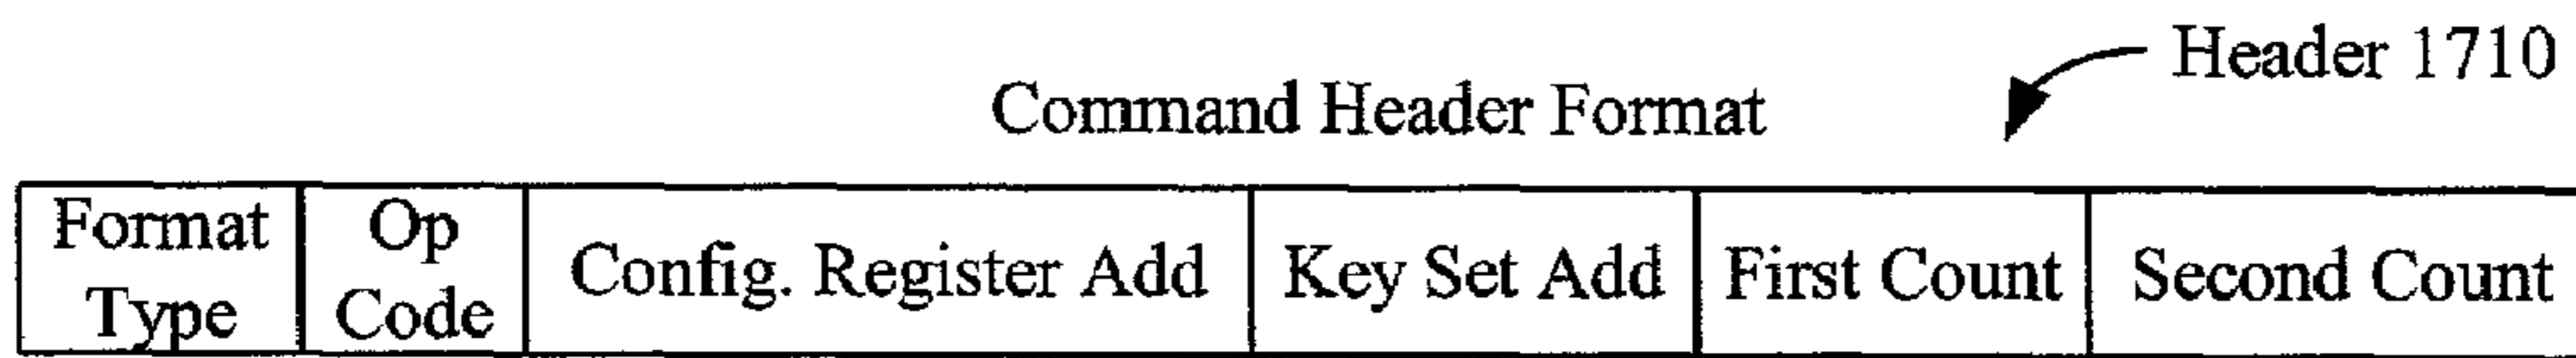 Header 1710
Command Header Format
Format
Type
Op
Code
Config. Register Add
Key Set Add
First Count
Second Count